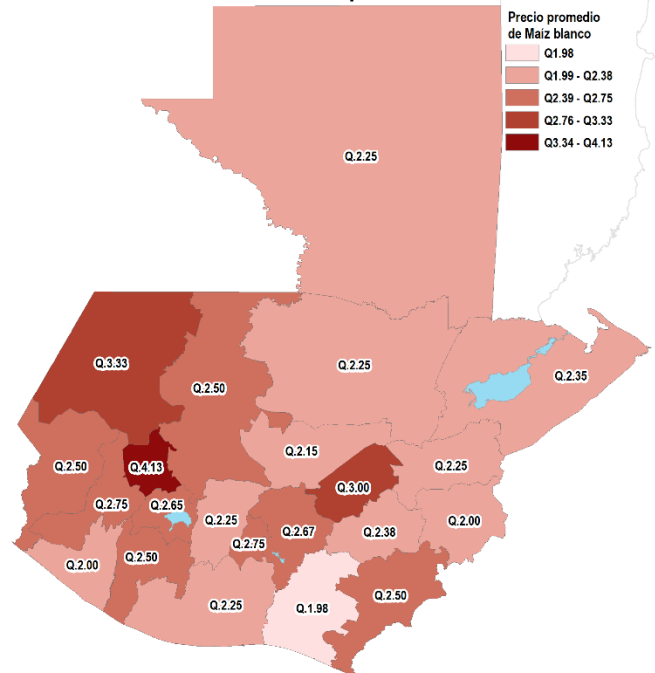 Precio promedio
de Maíz blanco
Q1.98
Q1.99 - Q2.38
Q2.39 - Q2.75
Q2.76 - Q3.33
Q3.34 - Q4.13
Q.2.25
Q.3.33
Q.2.50
Q.2.25
Q.2.35
Q.2.50
Q.4.13
Q.2.15
Q.2.25
Q.3.00
Q.2.75
Q.2.65
Q.2.25
Q.2.67
Q.2.38
Q.2.00
Q.2.75
Q.2.00
Q.2.50
Q.2.25
Q.1.98
Q.2.50